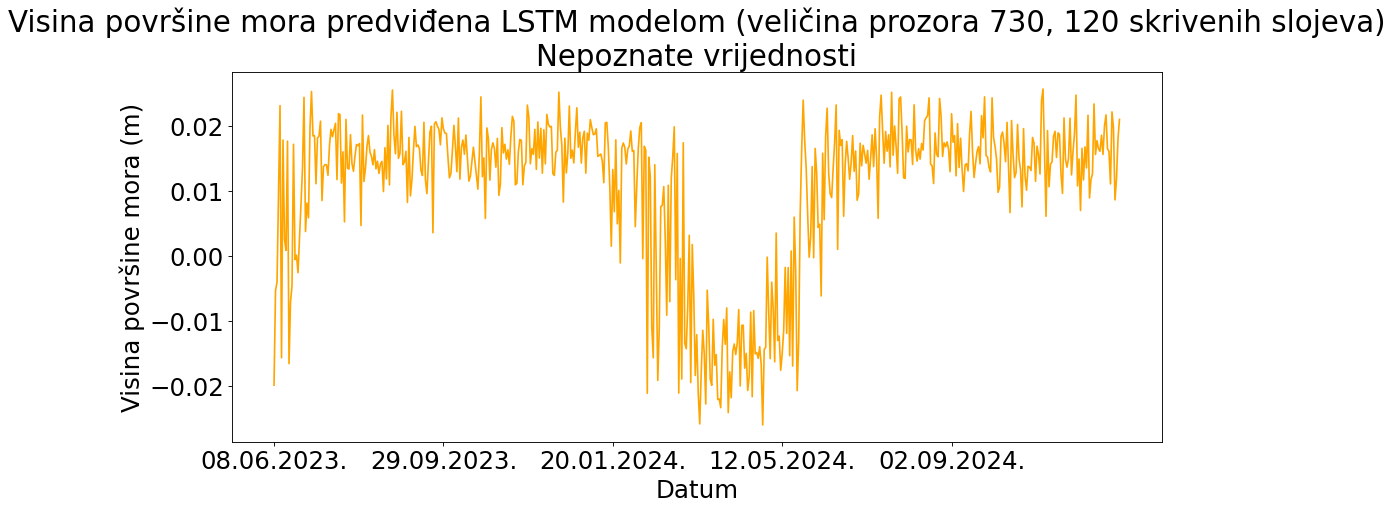 Visina površine mora predviđena LSTM modelom (veličina prozora 730, 120 skrivenih slojeva)
Nepoznate vrijednosti
Visina površine mora (m)
0.02
0.01
0.00
−0.01
−0.02
08.06.2023. 29.09.2023. 20.01.2024. 12.05.2024. 02.09.2024.
Datum